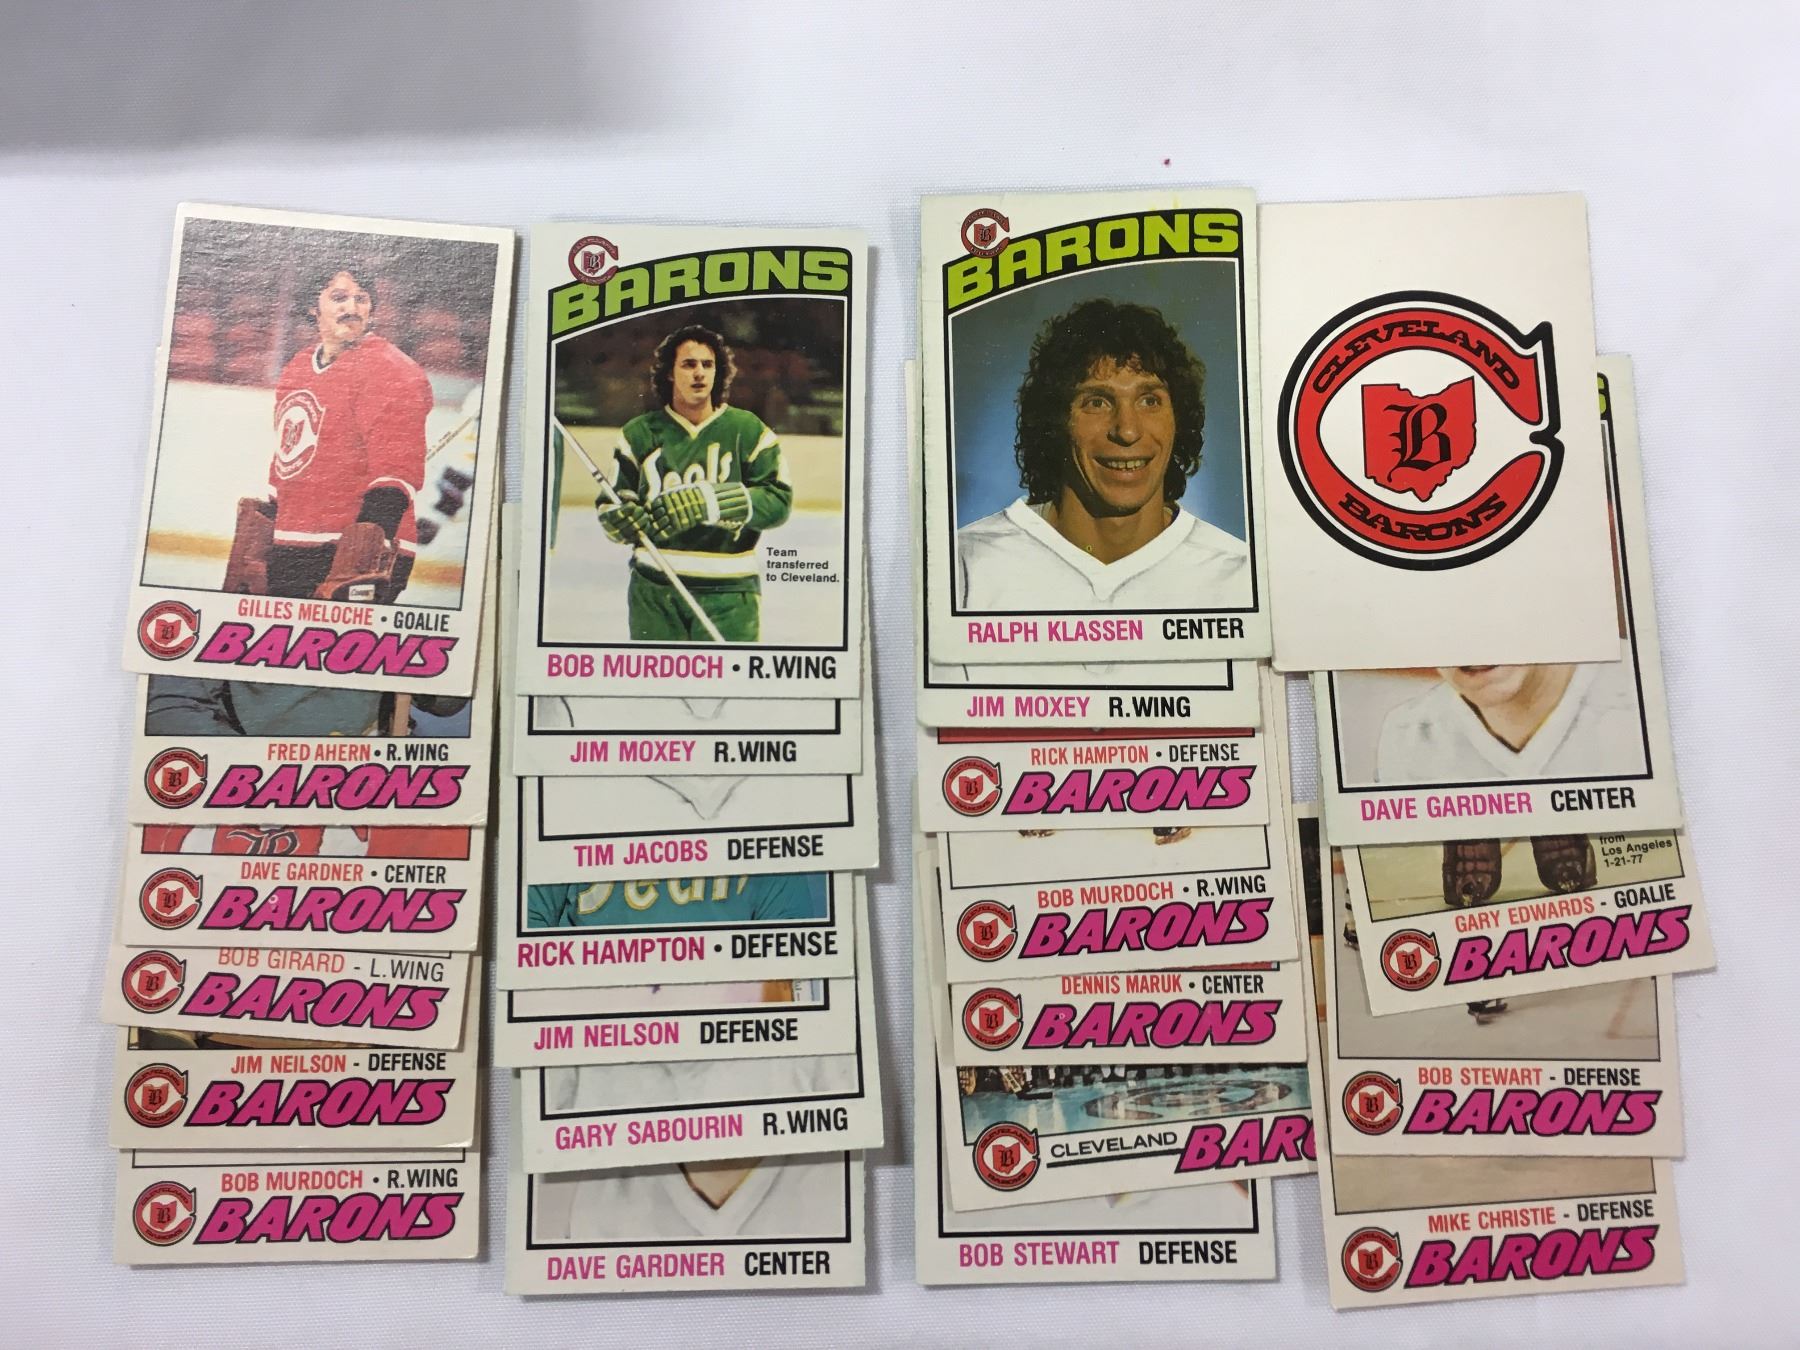 GILLES MELOCHE • GOALIE
BARONS
FRED AHERN • R.WING
BARONS
DAVE GARDNER • CENTER
BARONS
BOB GIRARD - L.WING
BARONS
JIM NEILSON - DEFENSE
BARONS
BOB MURDOCH • R.WING
BARONS
BARONS
Seals
Team
transferred
to Cleveland.
BOB MURDOCH • R.WING
JIM MOXEY R.WING
TIM JACOBS DEFENSE
Seals
RICK HAMPTON • DEFENSE
JIM NEILSON DEFENSE
GARY SABOURIN R.WING
DAVE GARDNER CENTER
BARONS
RALPH KLASSEN CENTER
JIM MOXEY R.WING
RICK HAMPTON • DEFENSE
BARONS
BOB MURDOCH • R.WING
BARONS
DENNIS MARUK • CENTER
BARONS
CLEVELAND BAR
BOB STEWART DEFENSE
CLEVELAND
B
BARONS
S
DAVE GARDNER CENTER
from
Los Angeles
1-21-77
GARY EDWARDS - GOALIE
BARONS
BOB STEWART - DEFENSE
BARONS
MIKE CHRISTIE - DEFENSE
BARONS